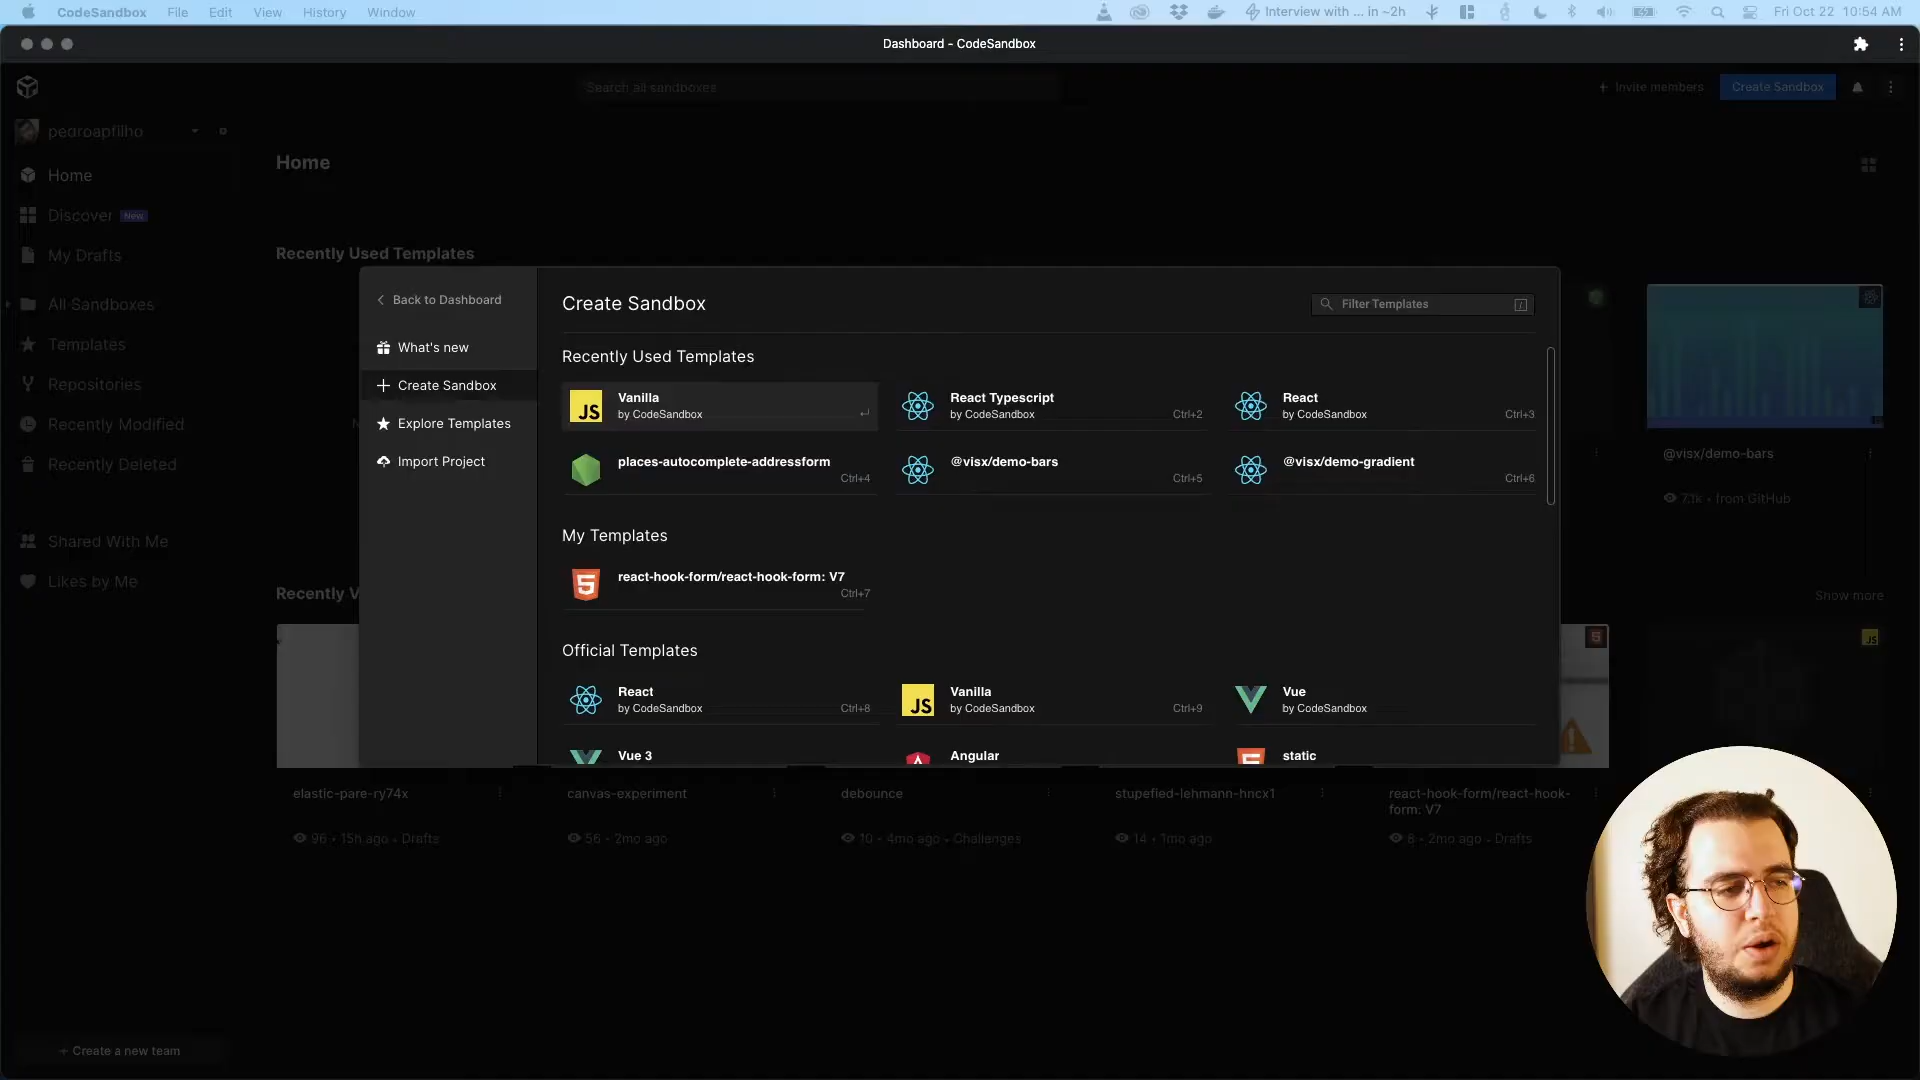 CodeSandbox File Edit View History Window
Interview with ... in ~2h
Fri Oct 22 10:54 AM
Dashboard - CodeSandbox
Search all sandboxes
+ Invite members
Create Sandbox
pedroapfilho
Home
Discover New
My Drafts
All Sandboxes
Templates
Repositories
Recently Modified
Recently Deleted
Shared With Me
Likes by Me
+ Create a new team
Home
Recently Used Templates
Back to Dashboard
What's new
Create Sandbox
Explore Templates
Import Project
Create Sandbox
Filter Templates
/
Recently Used Templates
JS
Vanilla
by CodeSandbox
React Typescript
by CodeSandbox
Ctrl+2
React
by CodeSandbox
Ctrl+3
places-autocomplete-addressform
Ctrl+4
@visx/demo-bars
Ctrl+5
@visx/demo-gradient
Ctrl+6
My Templates
5
react-hook-form/react-hook-form: V7
Ctrl+7
Official Templates
React
by CodeSandbox
Ctrl+8
JS
Vanilla
by CodeSandbox
Ctrl+9
Vue
by CodeSandbox
Vue 3
Angular
static
@visx/demo-bars
7.1k • from GitHub
Recently V
Show more
5
JS
elastic-pare-ry74x
96 • 15h ago • Drafts
canvas-experiment
56 • 2mo ago
debounce
10 • 4mo ago • Challenges
stupefied-lehmann-hncx1
14 • 1mo ago
react-hook-form/react-hook-
form: V7
8 • 2mo ago • Drafts